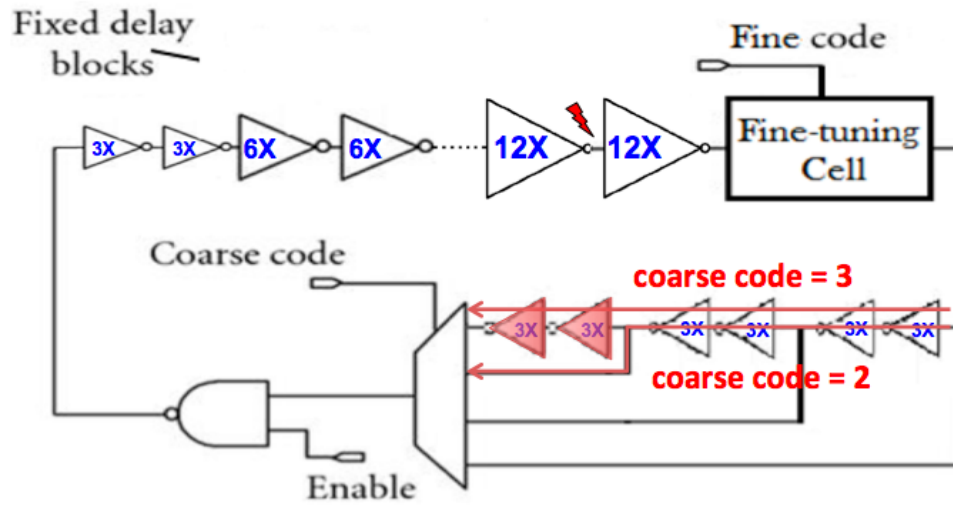 Fixed delay
blocks
Fine code
3X
3X
6X
6X
12X
12X
Fine-tuning
Cell
Coarse code
coarse code = 3
3X
3X
3X
3X
3X
3X
coarse code = 2
Enable